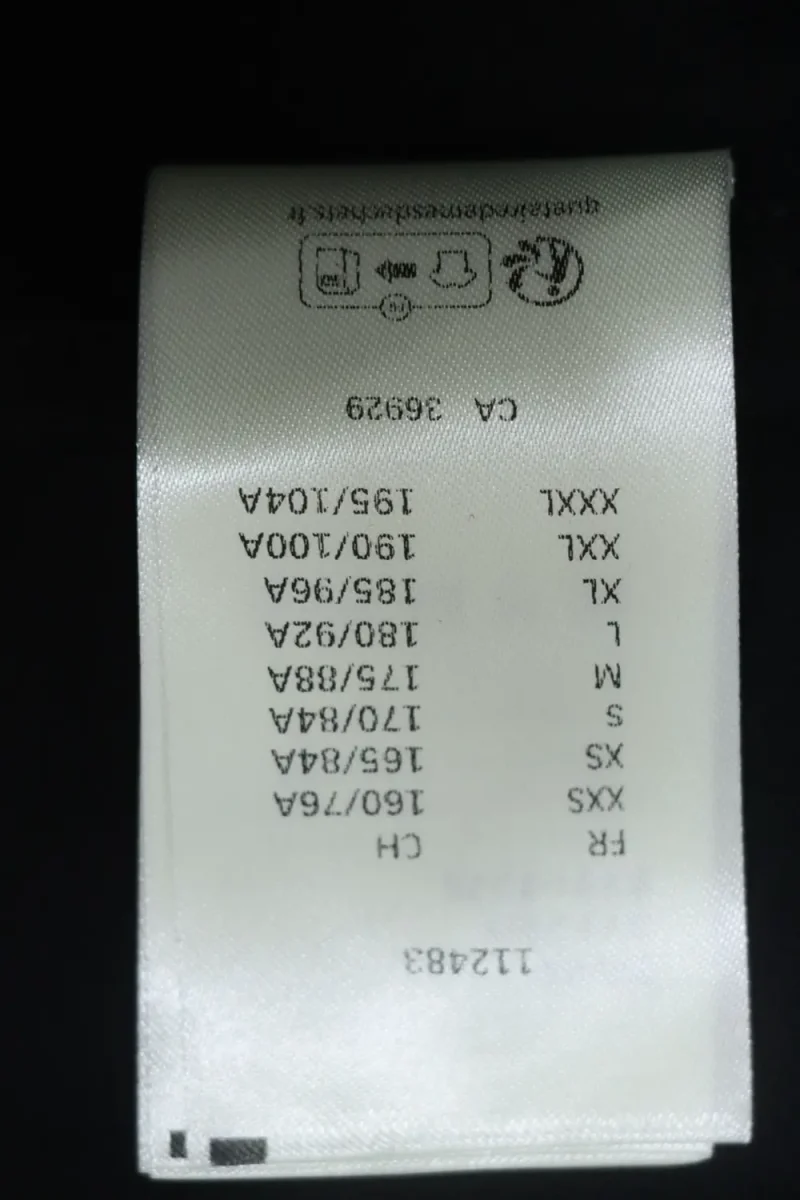 112483
FR CH
XXS 160/76A
XS 165/84A
S 170/84A
M 175/88A
L 180/92A
XL 185/96A
XXL 190/100A
XXXL 195/104A
CA 36929
FR
quefairedemesdechets.fr